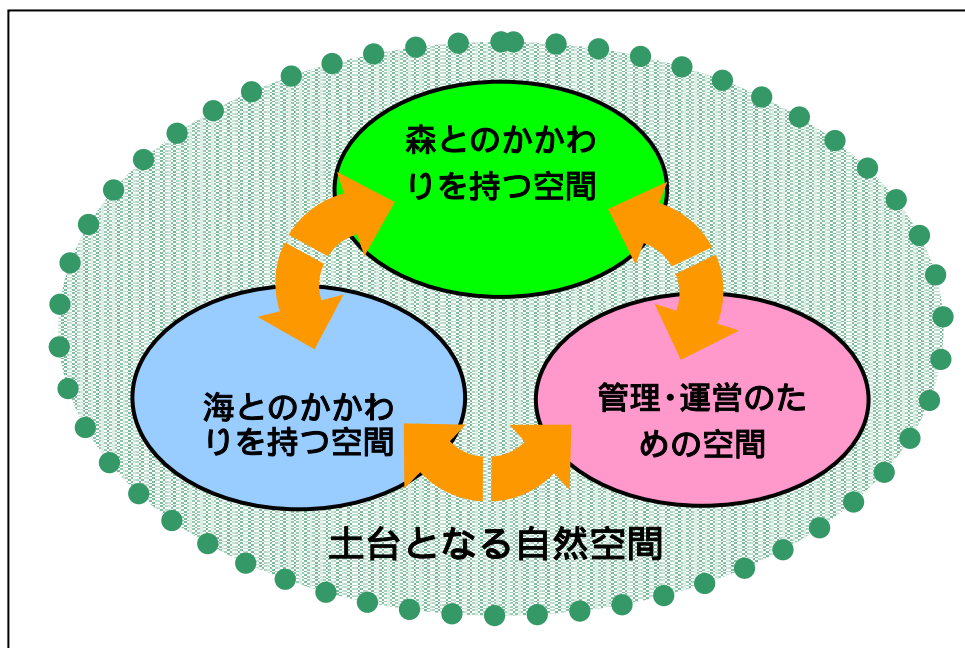 森とのかかわ
りを持つ空間
海とのかかわ
りを持つ空間
管理・運営のた
めの空間
土台となる自然空間